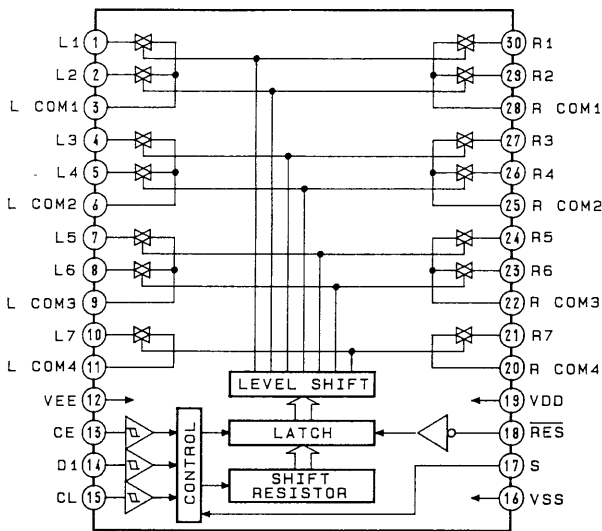 L1 1 30 R1
L2 2 29 R2
L COM1 3 28 R COM1
L3 4 27 R3
L4 5 26 R4
L COM2 6 25 R COM2
L5 7 24 R5
L6 8 23 R6
L COM3 9 22 R COM3
L7 10 21 R7
L COM4 11 20 R COM4
LEVEL SHIFT
VEE 12 19 VDD
CE 13 LATCH 18 RES
D1 14 CONTROL 17 S
SHIFT
RESISTOR
CL 15 16 VSS